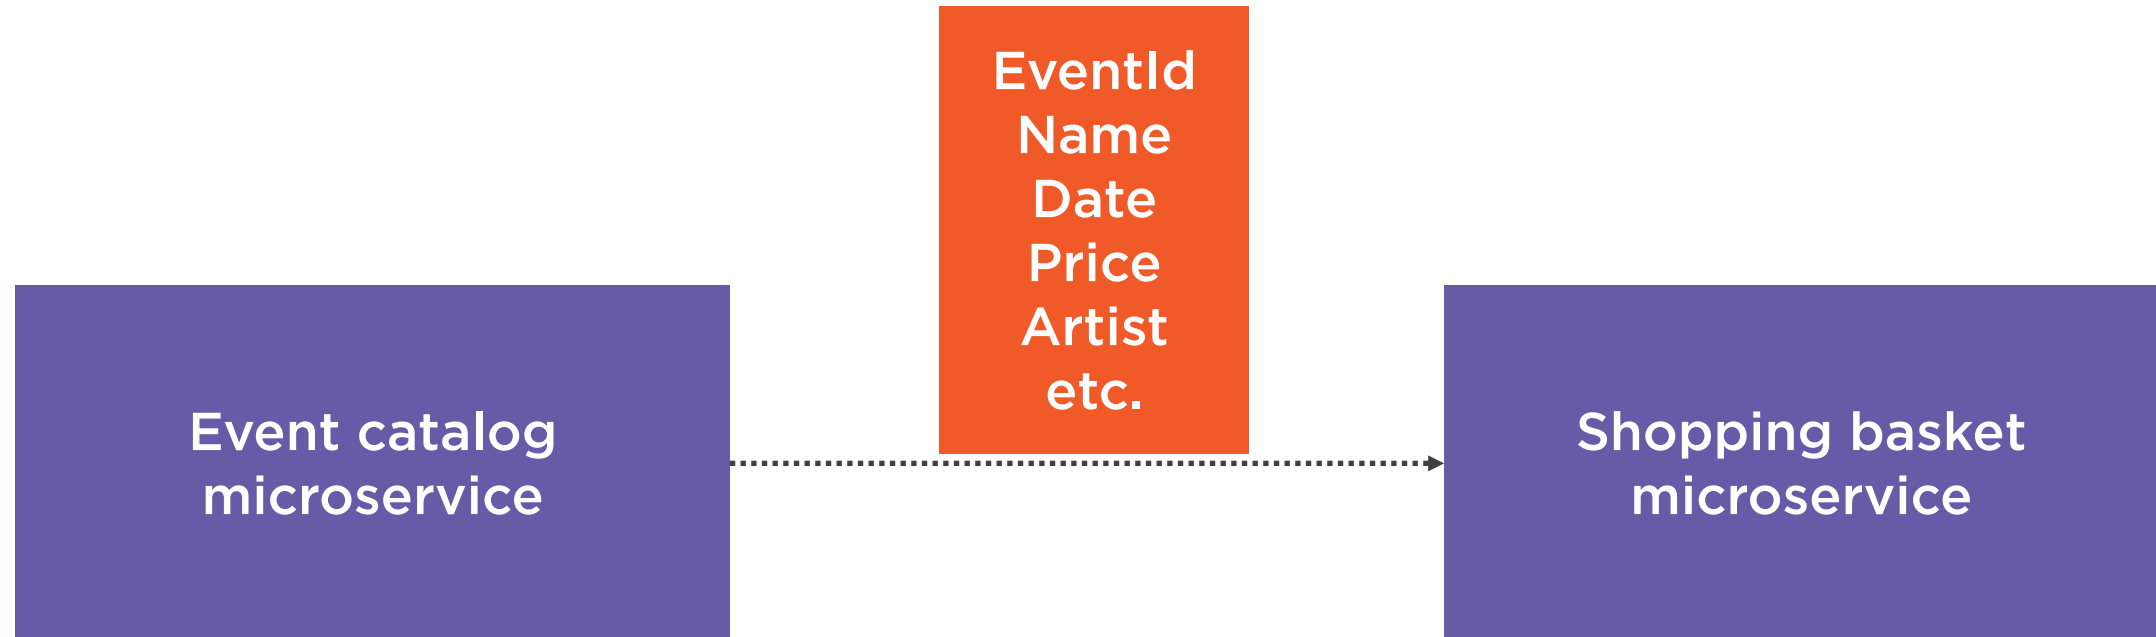 EventId
Name
Date
Price
Artist
etc.
Event catalog
microservice
Shopping basket
microservice